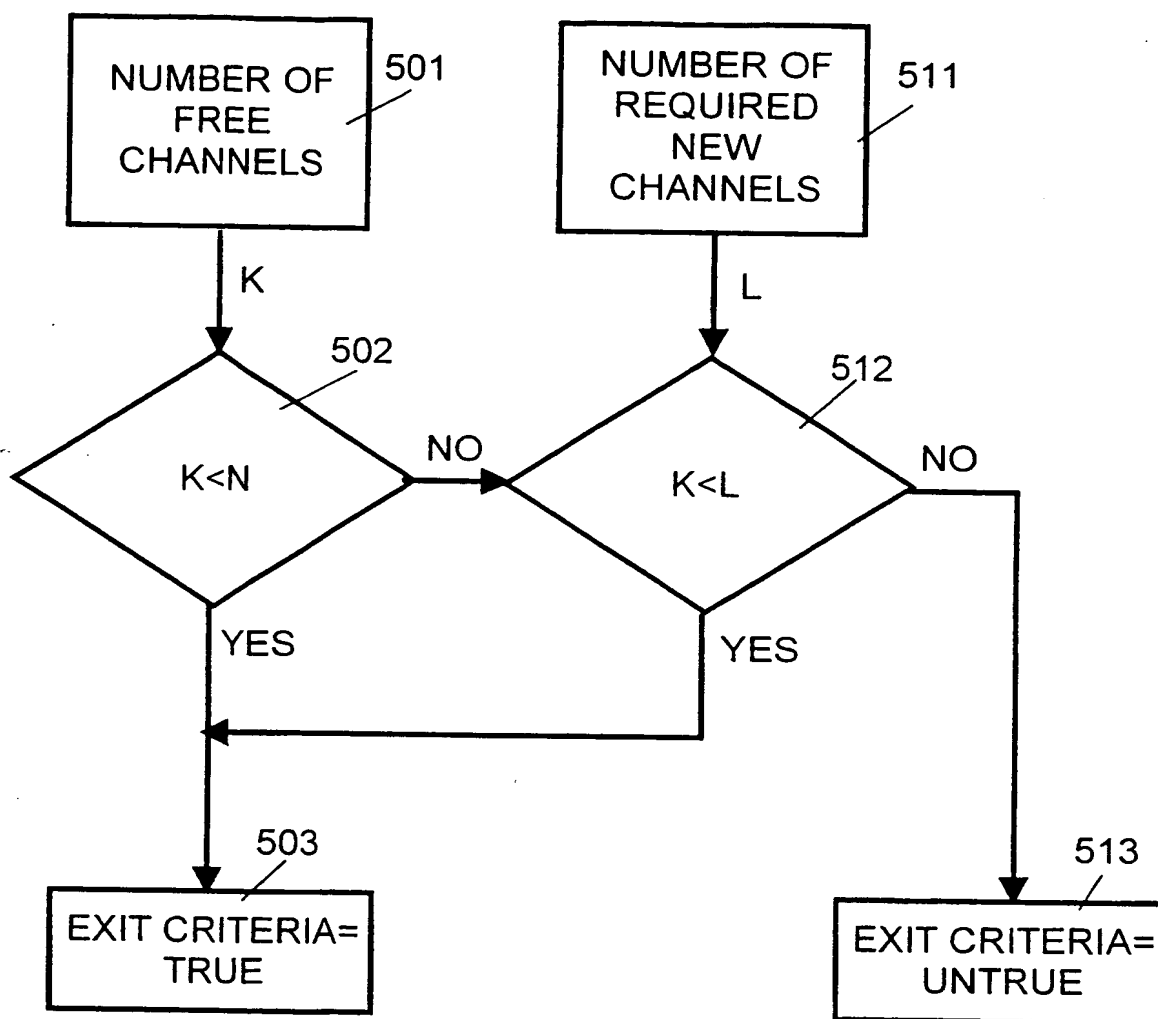 NUMBER OF
FREE
CHANNELS
501
NUMBER OF
REQUIRED
NEW
CHANNELS
511
K
L
502
512
K<N
NO
K<L
NO
YES
YES
503
513
EXIT CRITERIA=
TRUE
EXIT CRITERIA=
UNTRUE